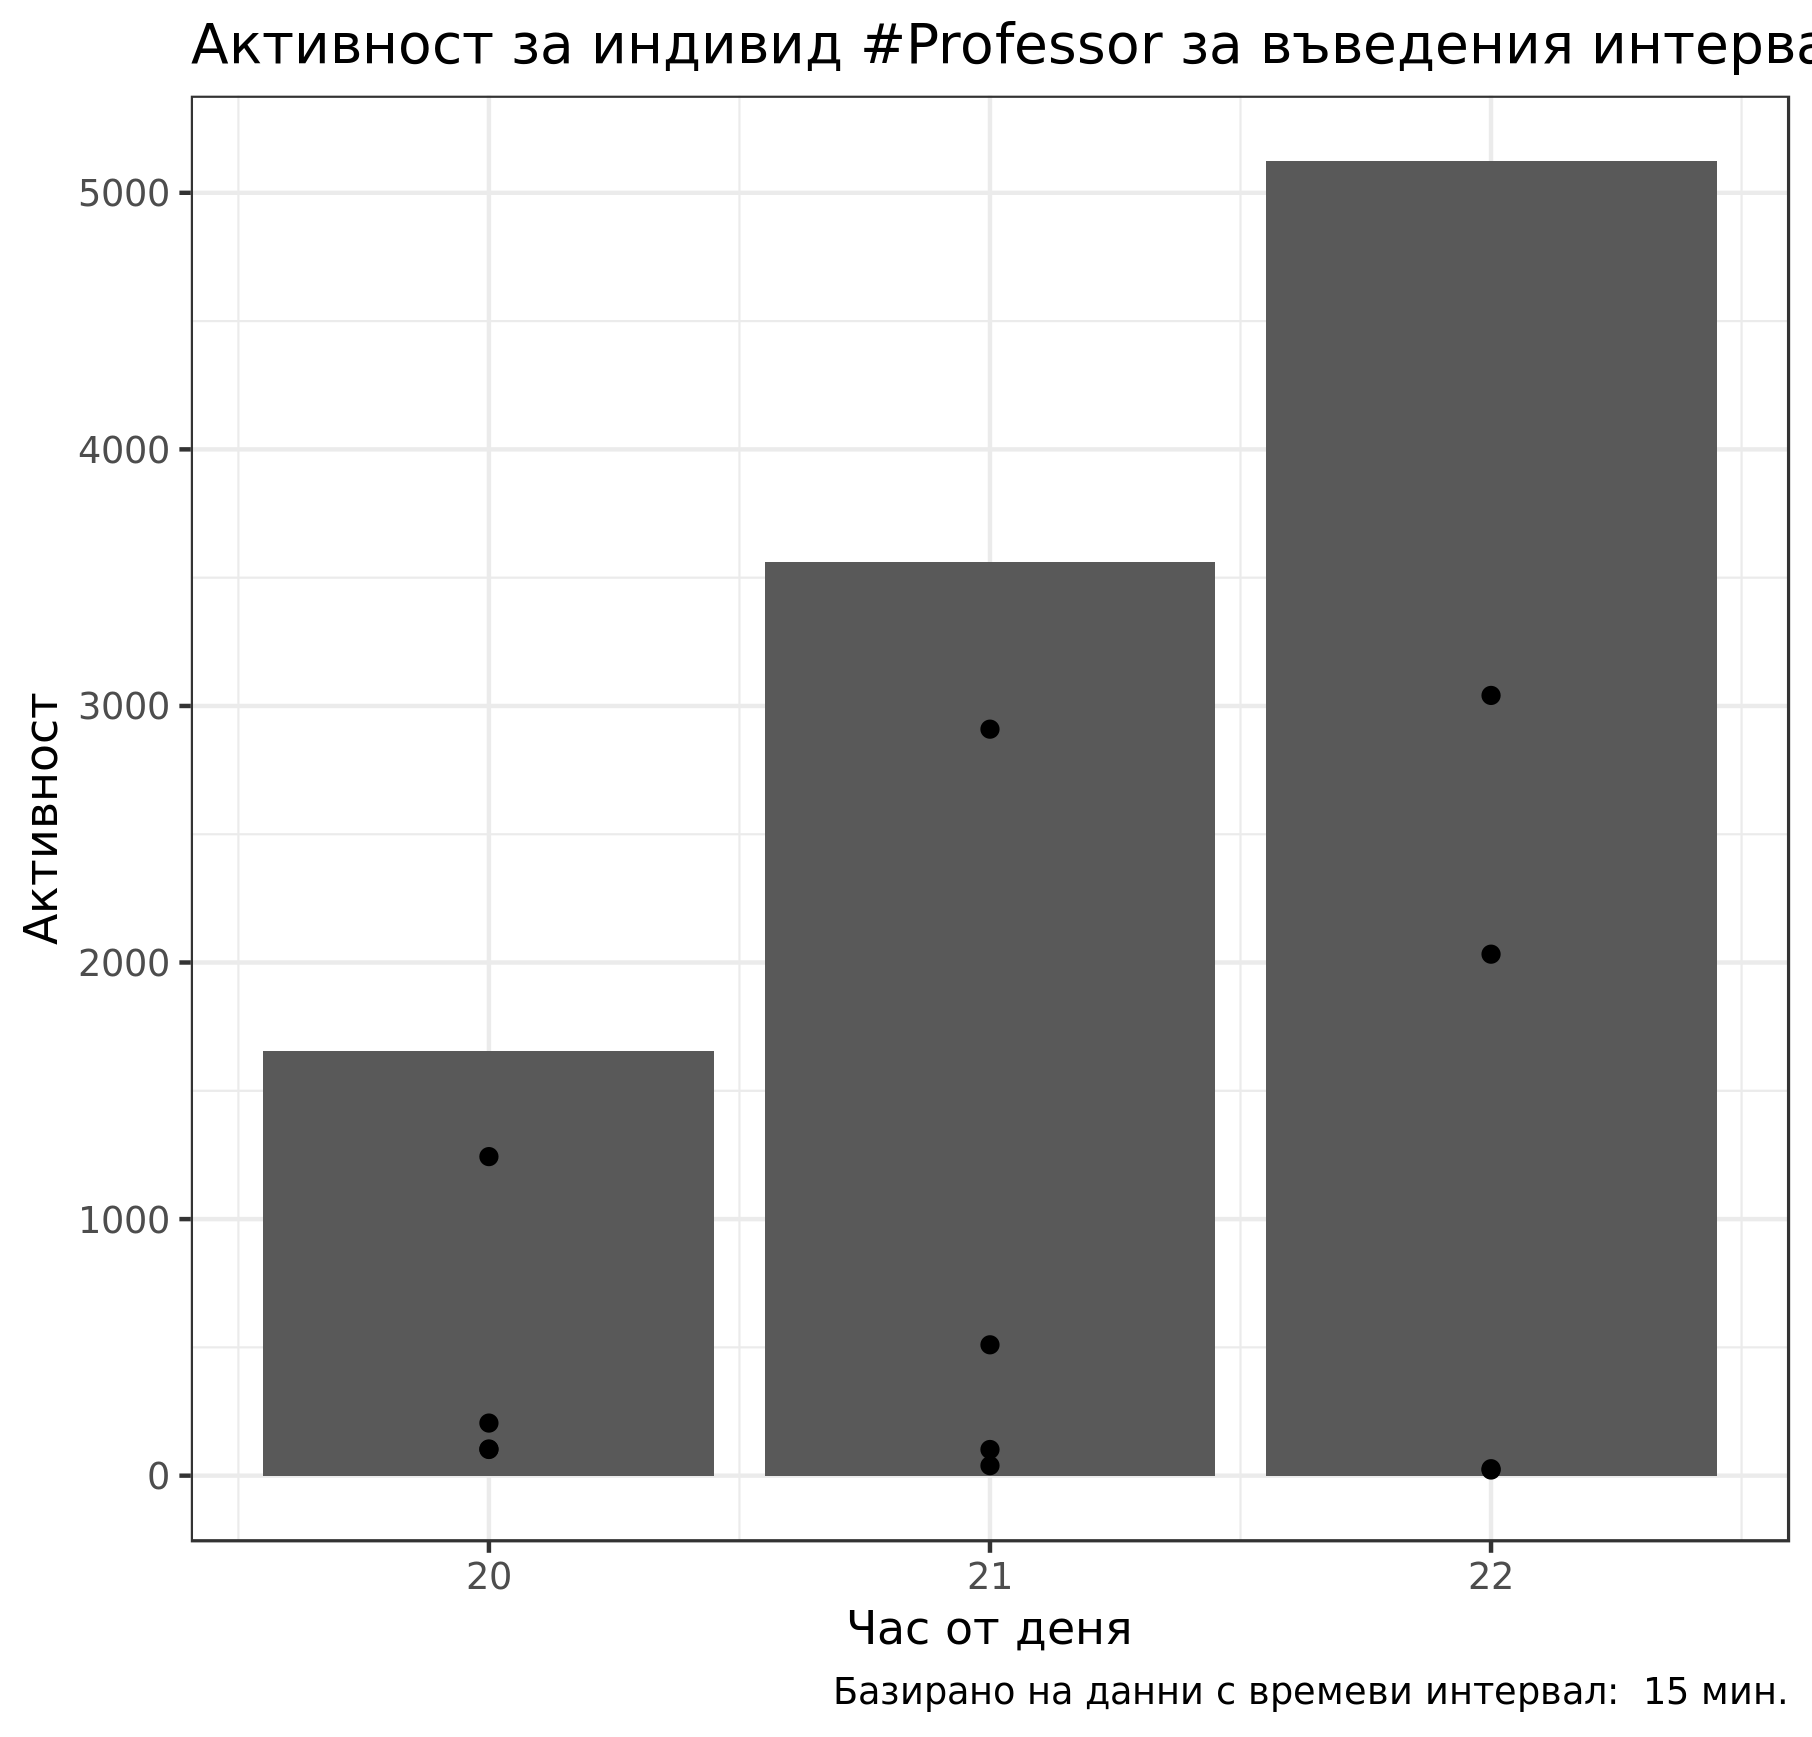 Активност за индивид #Professor за въведения
5000
4000
3000
2000
1000
0
Активност
20 21 22
Час от деня
Базирано на данни с времеви интервал: 15 мин.